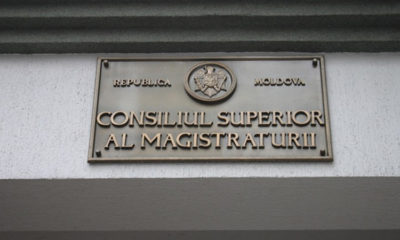 REPUBLICA MOLDOVA
CONSILIUL SUPERIOR
AL MAGISTRATURII